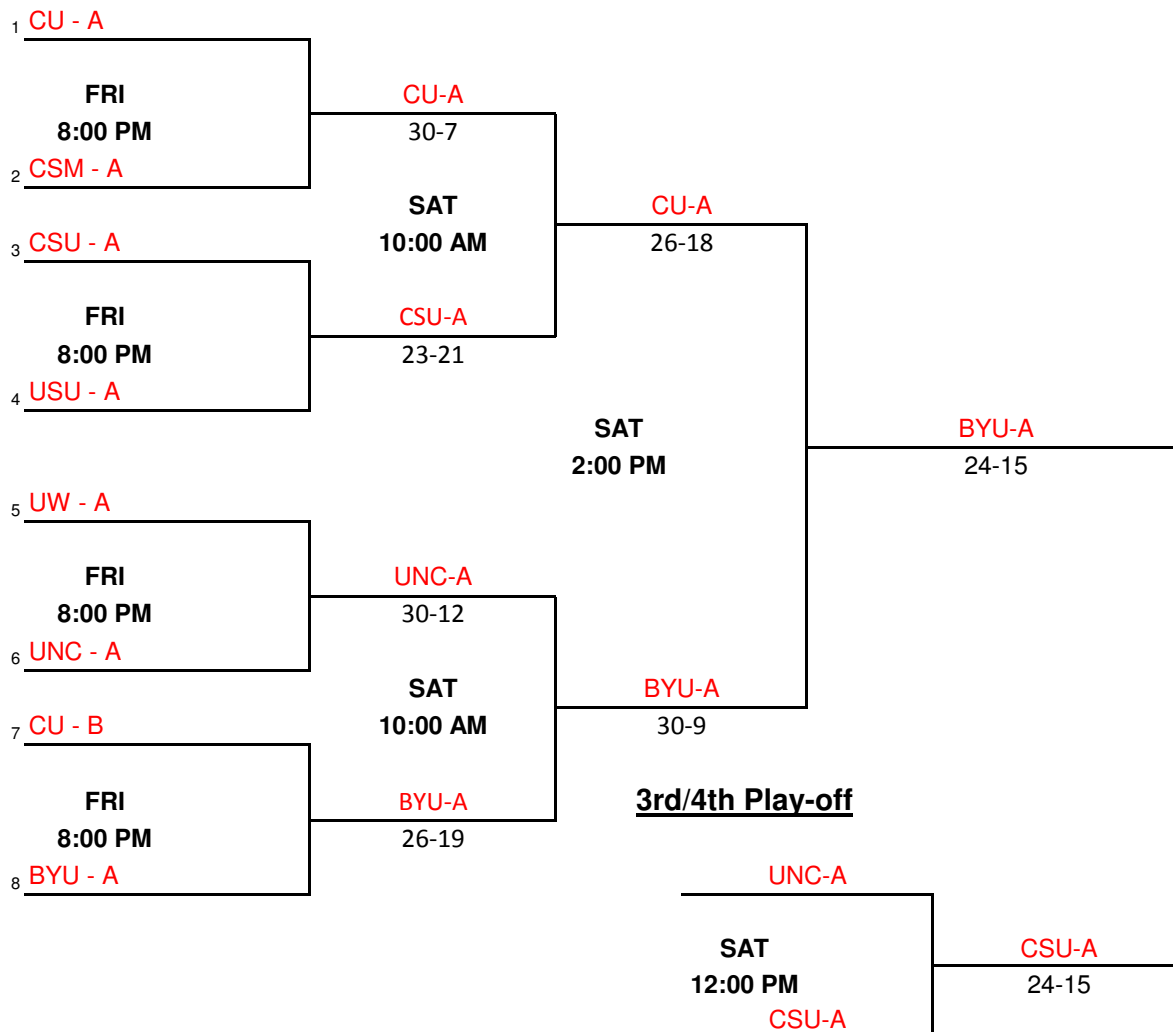 1 CU - A
FRI
8:00 PM
2 CSM - A
CU-A
30-7
3 CSU - A
FRI
8:00 PM
4 USU - A
CSU-A
23-21
SAT
10:00 AM
CU-A
26-18
5 UW - A
FRI
8:00 PM
6 UNC - A
UNC-A
30-12
7 CU - B
FRI
8:00 PM
8 BYU - A
BYU-A
26-19
SAT
10:00 AM
BYU-A
30-9
SAT
2:00 PM
BYU-A
24-15
3rd/4th Play-off
UNC-A
SAT
12:00 PM
CSU-A
CSU-A
24-15